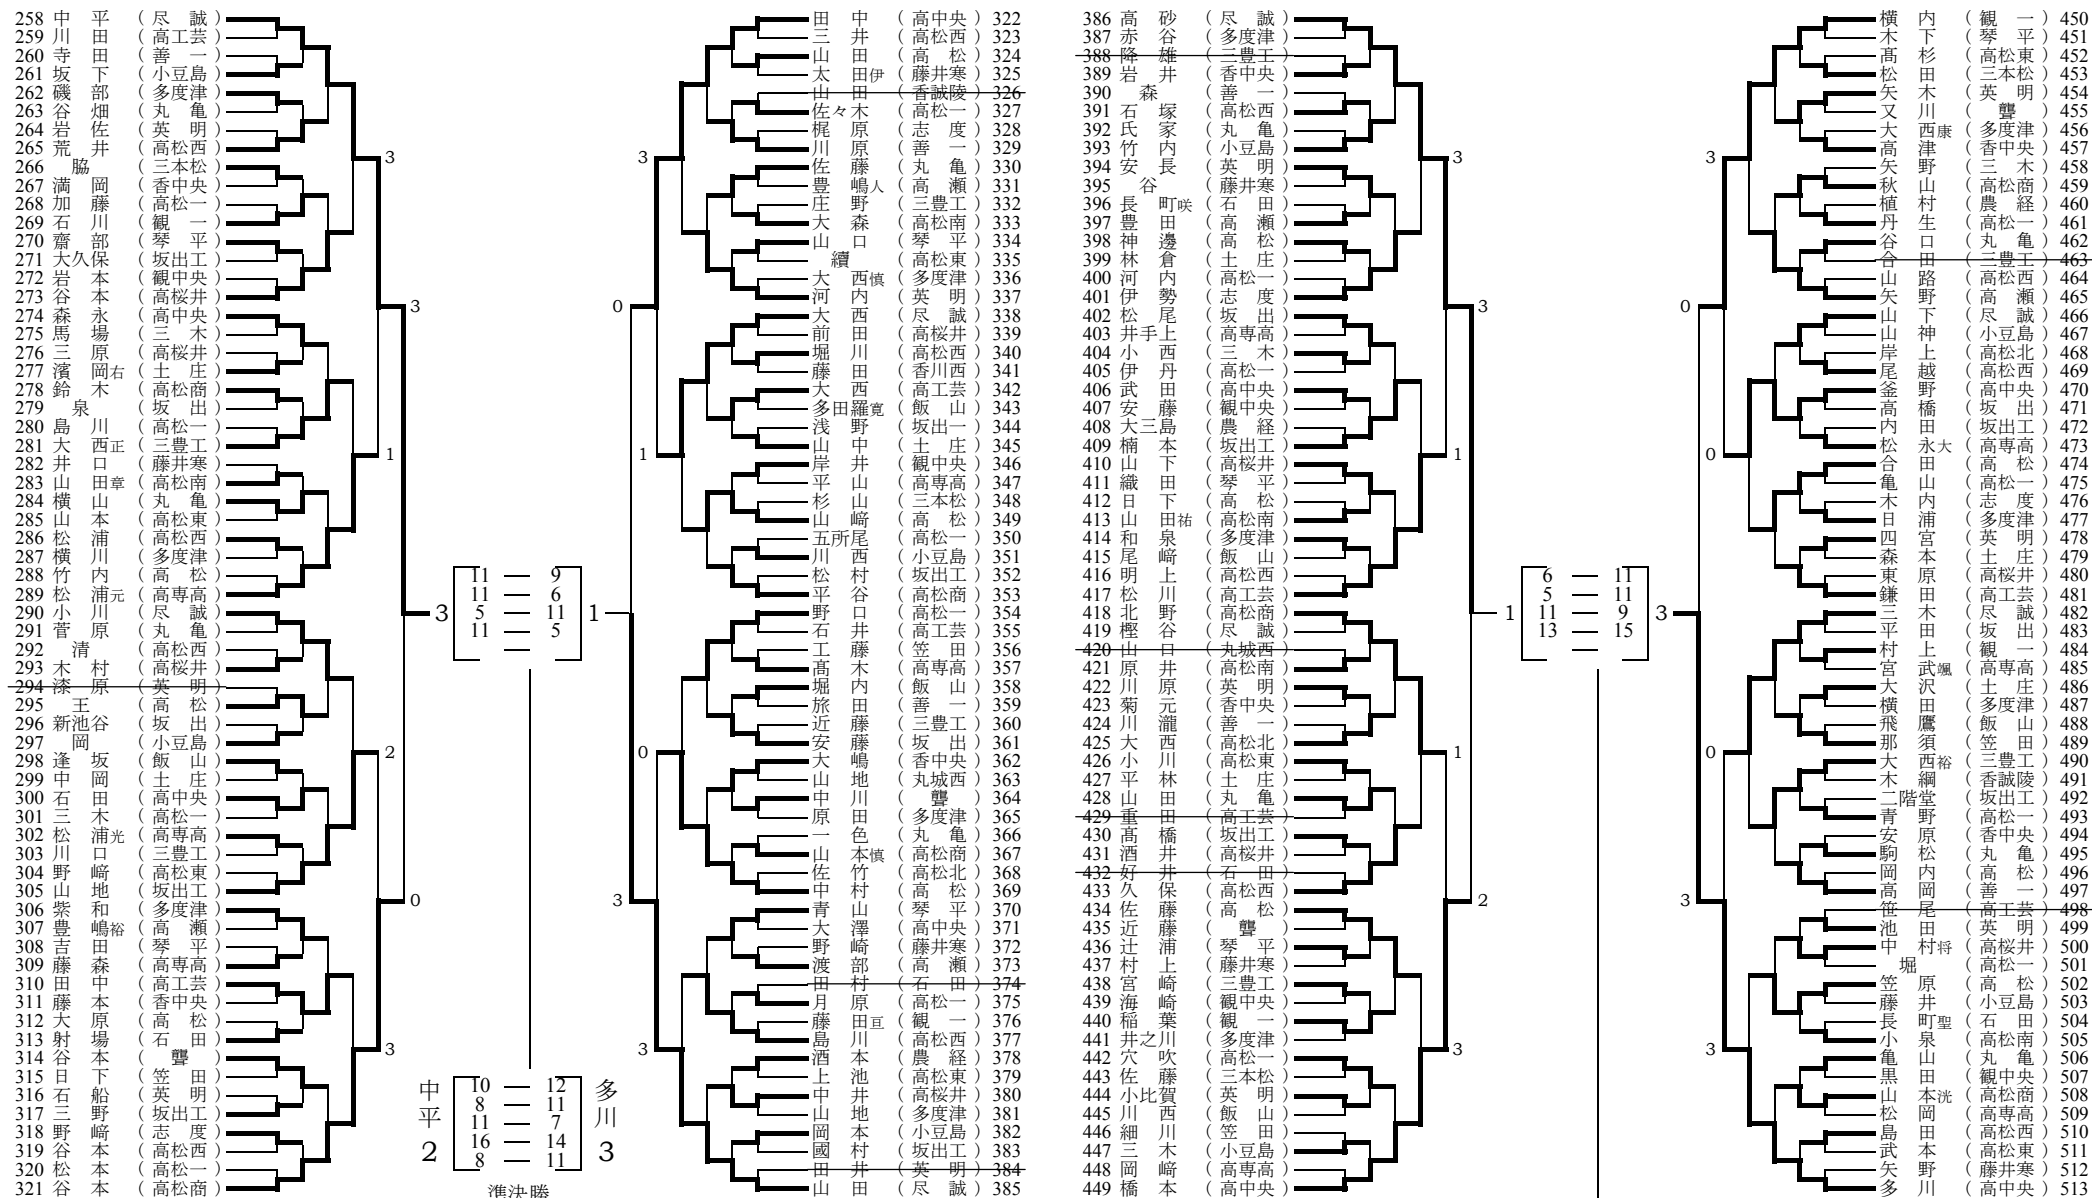 258 中平 (尽誠)
259 川田 (高工芸)
260 寺田 (善一)
261 坂下 (小豆島)
262 磯部 (多度津)
263 谷畑 (丸亀)
264 岩佐 (英明)
265 荒井 (高松西)
266 脇 (三本松)
267 満岡 (香中央)
268 加藤 (高松一)
269 石川 (観一)
270 齋部 (琴平)
271 大久保 (坂出工)
272 岩本 (観中央)
273 谷本 (高桜井)
274 森永 (高中央)
275 馬場 (三木)
276 三原 (高桜井)
277 濱岡右 (土庄)
278 鈴木 (高松商)
279 泉 (坂出)
280 島川 (高松一)
281 大西正 (三豊工)
282 井口 (藤井寒)
283 山田章 (高松南)
284 横山 (丸亀)
285 山本 (高松東)
286 松浦 (高松西)
287 横川 (多度津)
288 竹内 (高松)
289 松浦元 (高専高)
290 小川 (尽誠)
291 菅原 (丸亀)
292 清 (高松西)
293 木村 (高桜井)
294 漆原 (英明)
295 王 (高松)
296 新池谷 (坂出)
297 岡 (小豆島)
298 逢坂 (飯山)
299 中岡 (土庄)
300 石田 (高中央)
301 三木 (高松一)
302 松浦光 (高専高)
303 川口 (三豊工)
304 野﨑 (高松東)
305 山地 (坂出工)
306 紫和 (多度津)
307 豊嶋裕 (高瀬)
308 吉田 (琴平)
309 藤森 (高専高)
310 田中 (高工芸)
311 藤本 (香中央)
312 大原 (高松)
313 射場 (石田)
314 谷本 (聾)
315 日下 (笠田)
316 石船 (英明)
317 三野 (坂出工)
318 野﨑 (志度)
319 谷本 (高松西)
320 松本 (高松一)
321 谷本 (高松商)
3
3
1
2
0
3
3
11 — 9
11 — 6
5 — 11
11 — 5
—
1
中平 2
10 — 12
8 — 11
11 — 7
16 — 14
8 — 11
多川 3
準決勝
3
0
1
0
3
3
田中 (高中央) 322
三井 (高松西) 323
山田 (高松) 324
太田伊 (藤井寒) 325
山田 (香誠陵) 326
佐々木 (高松一) 327
梶原 (志度) 328
川原 (善一) 329
佐藤 (丸亀) 330
豊嶋人 (高瀬) 331
庄野 (三豊工) 332
大森 (高松南) 333
山口 (琴平) 334
續 (高松東) 335
大西慎 (多度津) 336
河内 (英明) 337
大西 (尽誠) 338
前田 (高桜井) 339
堀川 (高松西) 340
藤田 (香川西) 341
大西 (高工芸) 342
多田羅寛 (飯山) 343
浅野 (坂出一) 344
山中 (土庄) 345
岸井 (観中央) 346
平山 (高専高) 347
杉山 (三本松) 348
山﨑 (高松) 349
五所尾 (高松一) 350
川西 (小豆島) 351
松村 (坂出工) 352
平谷 (高松商) 353
野口 (高松一) 354
石井 (高工芸) 355
工藤 (笠田) 356
髙木 (高専高) 357
堀内 (飯山) 358
旅田 (善一) 359
近藤 (三豊工) 360
安藤 (坂出) 361
大嶋 (香中央) 362
山地 (丸城西) 363
中川 (聾) 364
原田 (多度津) 365
一色 (丸亀) 366
山本慎 (高松商) 367
佐竹 (高松北) 368
中村 (高松) 369
青山 (琴平) 370
大澤 (高中央) 371
野崎 (藤井寒) 372
渡部 (高瀬) 373
田村 (石田) 374
月原 (高松一) 375
藤田亘 (観一) 376
島川 (高松西) 377
酒本 (農経) 378
上池 (高松東) 379
中井 (高桜井) 380
山地 (多度津) 381
岡本 (小豆島) 382
國村 (坂出工) 383
田井 (英明) 384
山田 (尽誠) 385
386 高砂 (尽誠)
387 赤谷 (多度津)
388 降雄 (三豊工)
389 岩井 (香中央)
390 森 (善一)
391 石塚 (高松西)
392 氏家 (丸亀)
393 竹内 (小豆島)
394 安長 (英明)
395 谷 (藤井寒)
396 長町咲 (石田)
397 豊田 (高瀬)
398 神邊 (高松)
399 林倉 (土庄)
400 河内 (高松一)
401 伊勢 (志度)
402 松尾 (坂出)
403 井手上 (高専高)
404 小西 (三木)
405 伊丹 (高松一)
406 武田 (高中央)
407 安藤 (観中央)
408 大三島 (農経)
409 楠本 (坂出工)
410 山下 (高桜井)
411 織田 (琴平)
412 日下 (高松)
413 山田祐 (高松南)
414 和泉 (多度津)
415 尾﨑 (飯山)
416 明上 (高松西)
417 松川 (高工芸)
418 北野 (高松商)
419 樫谷 (尽誠)
420 山口 (丸城西)
421 原井 (高松南)
422 川原 (英明)
423 菊元 (香中央)
424 川瀧 (善一)
425 大西 (高松北)
426 小川 (高松東)
427 平林 (土庄)
428 山田 (丸亀)
429 重田 (高工芸)
430 髙橋 (坂出工)
431 酒井 (高桜井)
432 好井 (石田)
433 久保 (高松西)
434 佐藤 (高松)
435 近藤 (聾)
436 辻浦 (琴平)
437 村上 (藤井寒)
438 宮崎 (三豊工)
439 海崎 (観中央)
440 稲葉 (観一)
441 井之川 (多度津)
442 穴吹 (高松一)
443 佐藤 (三本松)
444 小比賀 (英明)
445 川西 (飯山)
446 細川 (笠田)
447 三木 (小豆島)
448 岡﨑 (高専高)
449 橋本 (高中央)
3
3
1
1
2
3
1
6 — 11
5 — 11
11 — 9
13 — 15
—
3
3
0
0
0
3
3
横内 (観一) 450
木下 (琴平) 451
髙杉 (高松東) 452
松田 (三本松) 453
矢木 (英明) 454
又川 (聾) 455
大西康 (多度津) 456
高津 (香中央) 457
矢野 (三木) 458
秋山 (高松商) 459
植村 (農経) 460
丹生 (高松一) 461
谷口 (丸亀) 462
合田 (三豊工) 463
山路 (高松西) 464
矢野 (高瀬) 465
山下 (尽誠) 466
山神 (小豆島) 467
岸上 (高松北) 468
尾越 (高松西) 469
釜野 (高中央) 470
高橋 (坂出) 471
内田 (坂出工) 472
松永大 (高専高) 473
合田 (高松) 474
亀山 (高松一) 475
木内 (志度) 476
日浦 (多度津) 477
四宮 (英明) 478
森本 (土庄) 479
東原 (高桜井) 480
鎌田 (高工芸) 481
三木 (尽誠) 482
平田 (坂出) 483
村上 (観一) 484
宮武颯 (高専高) 485
大沢 (土庄) 486
横田 (多度津) 487
飛鷹 (飯山) 488
那須 (笠田) 489
大西裕 (三豊工) 490
木綱 (香誠陵) 491
二階堂 (坂出工) 492
青野 (高松一) 493
安原 (香中央) 494
駒松 (丸亀) 495
岡内 (高松) 496
高岡 (善一) 497
笹尾 (高工芸) 498
池田 (英明) 499
中村将 (高桜井) 500
堀 (高松一) 501
笠原 (高松) 502
藤井 (小豆島) 503
長町聖 (石田) 504
小泉 (高松南) 505
亀山 (丸亀) 506
黒田 (観中央) 507
山本洸 (高松商) 508
松岡 (高専高) 509
島田 (高松西) 510
武本 (高松東) 511
矢野 (藤井寒) 512
多川 (高中央) 513